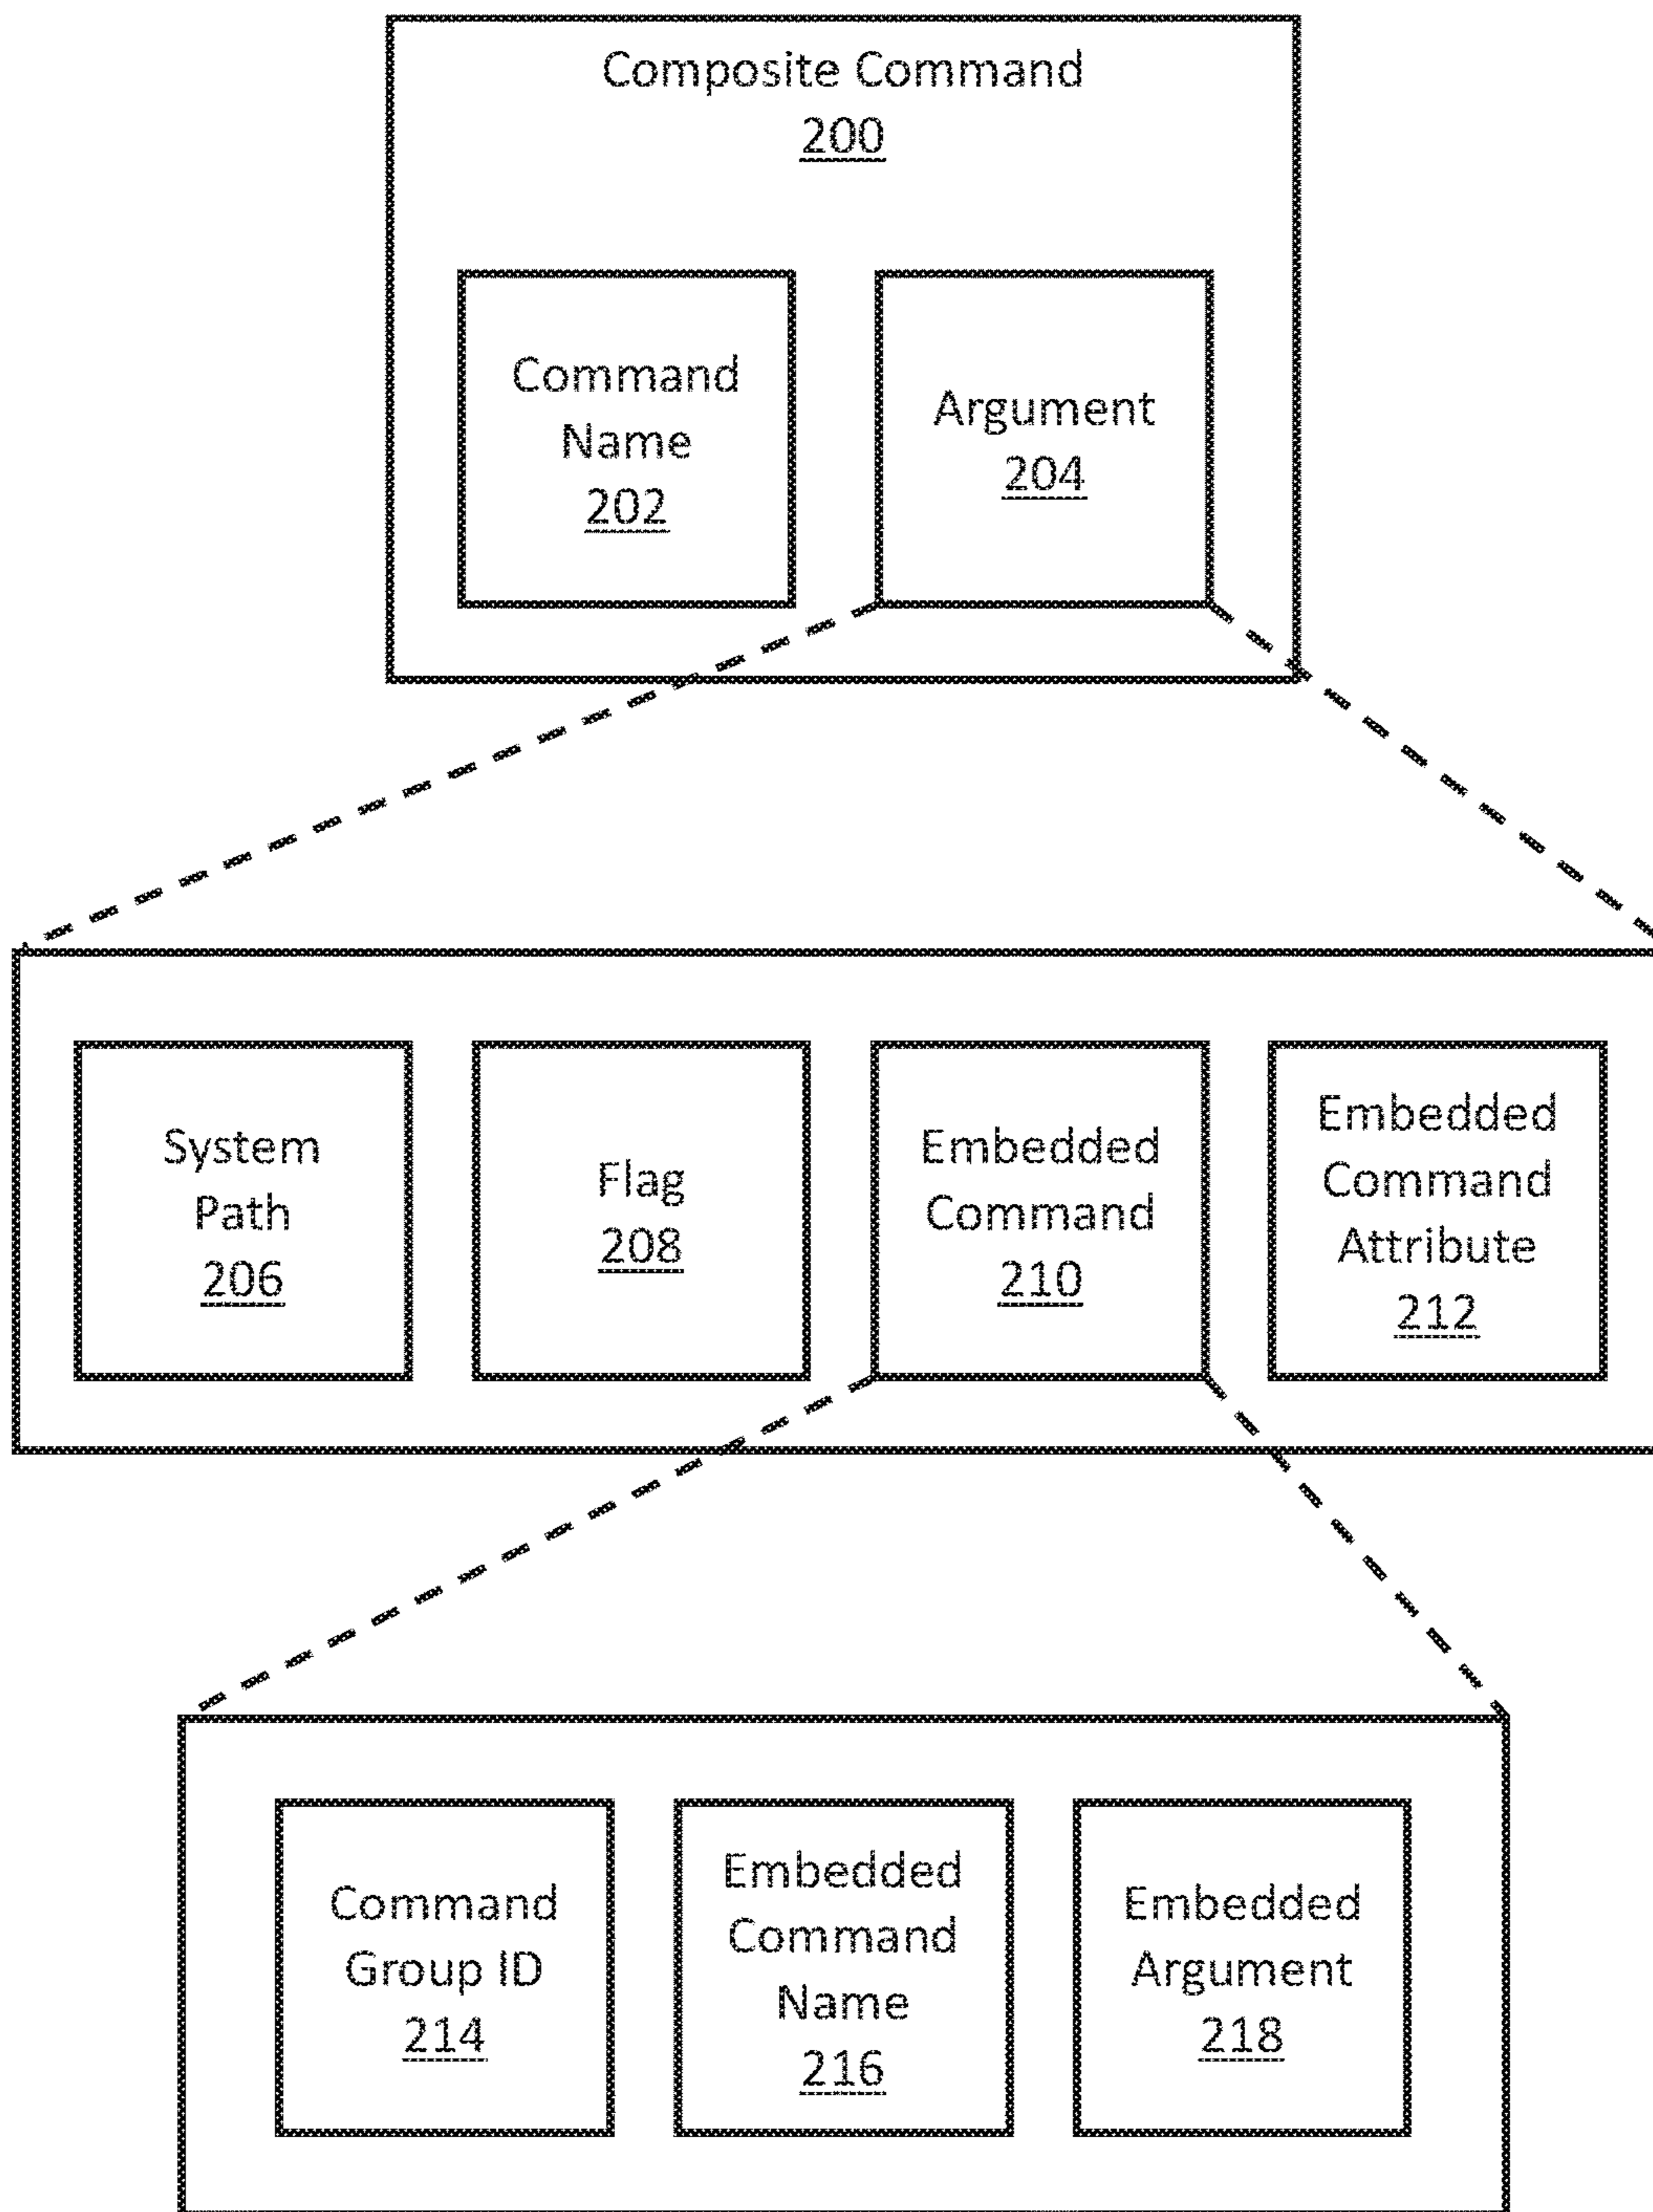 Composite Command
200
Command
Name
202
Argument
204
System
Path
206
Flag
208
Embedded
Command
210
Embedded
Command
Attribute
212
Command
Group ID
214
Embedded
Command
Name
216
Embedded
Argument
218